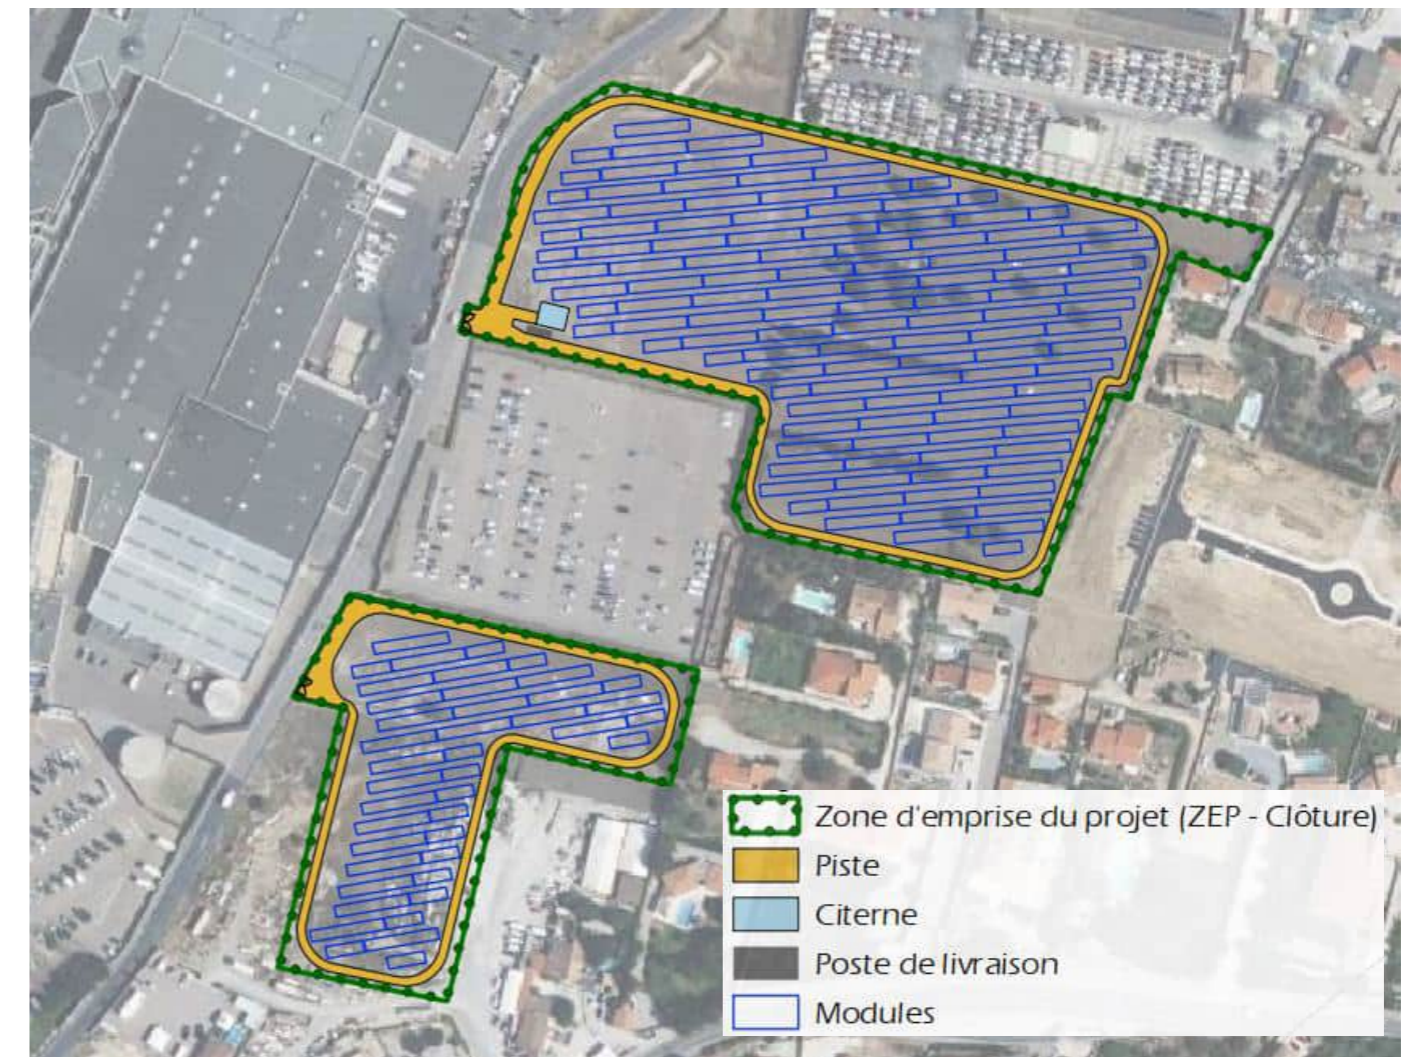 Zone d'emprise du projet (ZEP - Clôture)
Piste
Citerne
Poste de livraison
Modules